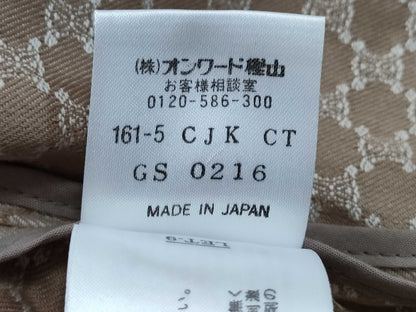 (株)オンワード樫山
お客様相談室
0120-586-300
161-5 CJK CT
GS 0216
MADE IN JAPAN